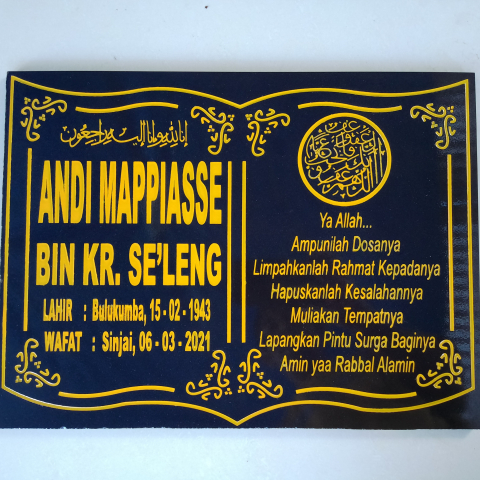 إنا لله وإنا إليه راجعون
ANDI MAPPIASSE
BIN KR. SE'LENG
LAHIR : Bulukumba, 15 - 02 - 1943
WAFAT : Sinjai, 06 - 03 - 2021
Ya Allah...
Ampunilah Dosanya
Limpahkanlah Rahmat Kepadanya
Hapuskanlah Kesalahannya
Muliakan Tempatnya
Lapangkan Pintu Surga Baginya
Amin yaa Rabbal Alamin